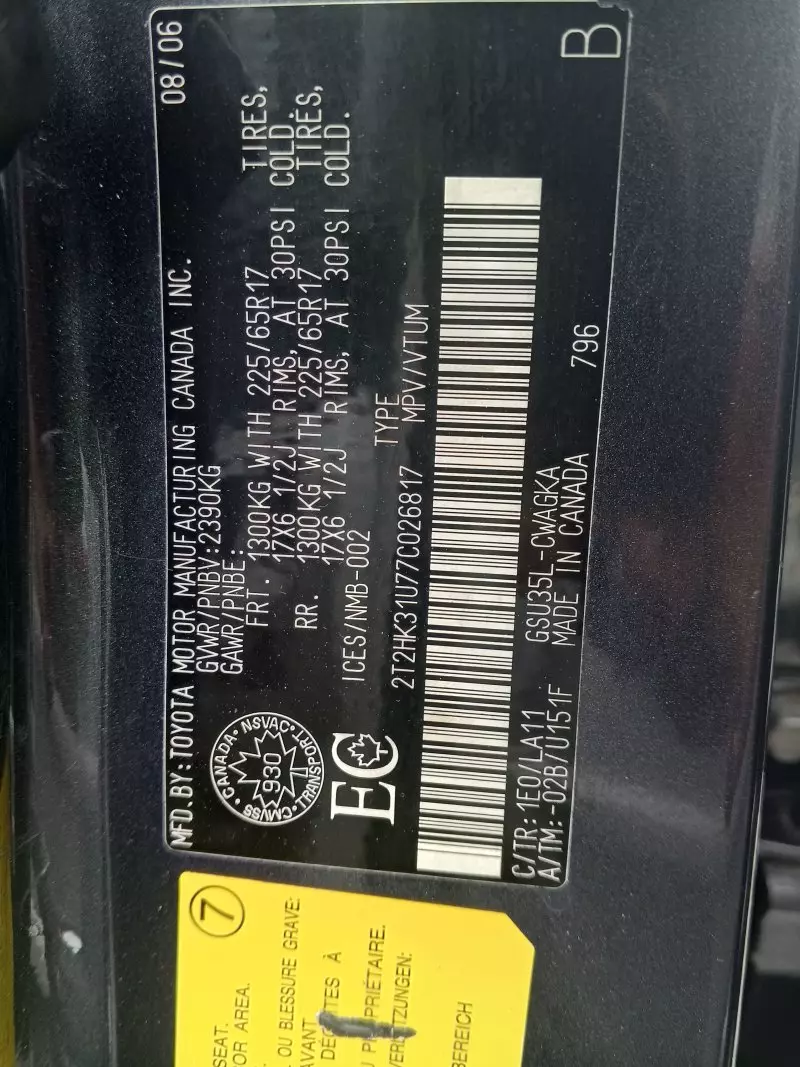 MFD.BY:TOYOTA MOTOR MANUFACTURING CANADA INC. 08/06
GVWR/PNBV:2390KG
GAWR/PNBE:
FRT. 1300KG WITH 225/65R17 TIRES,
17X6 1/2J RIMS, AT 30PSI COLD.
RR. 1300KG WITH 225/65R17 TIRES,
17X6 1/2J RIMS, AT 30PSI COLD.
ICES/NMB-002
TYPE
2T2HK31U77C026817 MPV/VTUM
CANADA • NSVAC • TRANSPORT • CMVSS
930
EC
C/TR: 1E0/LA11 GSU35L-CWAGKA
A/TM:-02B/U151F MADE IN CANADA 796
B
7
SEAT.
OR AREA.
OU BLESSURE GRAVE:
AVANT
TES À
PRIÉTAIRE.
TZUNGEN:
BEREICH